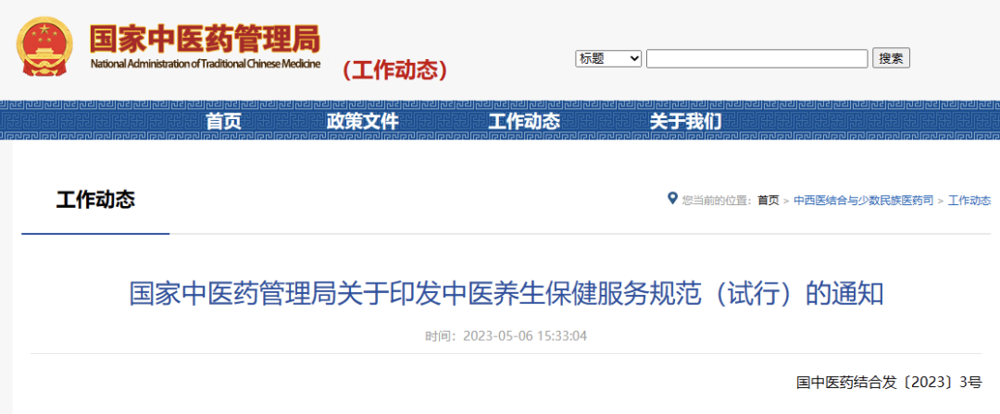 国家中医药管理局
National Administration of Traditional Chinese Medicine
(工作动态)
标题 搜索
首页 政策文件 工作动态 关于我们
工作动态
您当前的位置：首页 > 中西医结合与少数民族医药司 > 工作动态
国家中医药管理局关于印发中医养生保健服务规范（试行）的通知
时间：2023-05-06 15:33:04
国中医药结合发〔2023〕3号